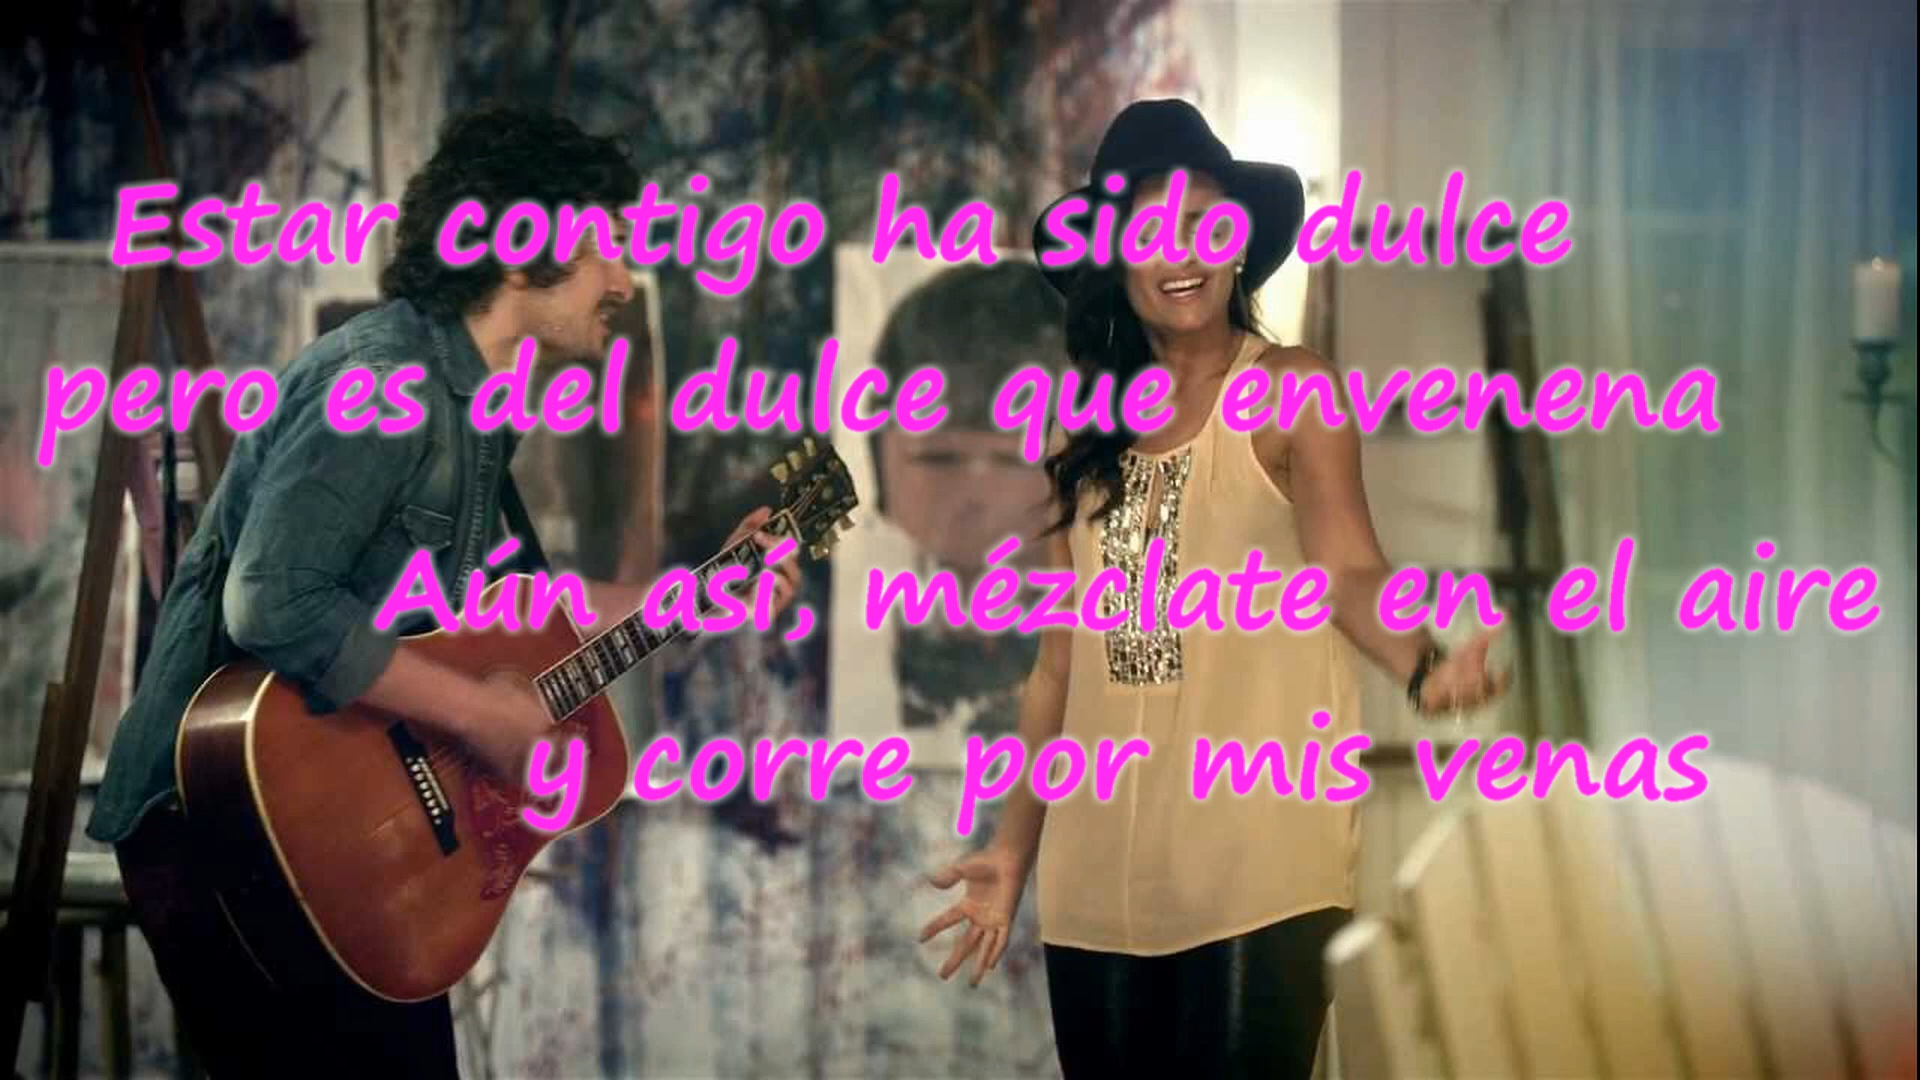 Estar contigo ha sido dulce
pero es del dulce que envenena
Aún así, mézclate en el aire
y corre por mis venas